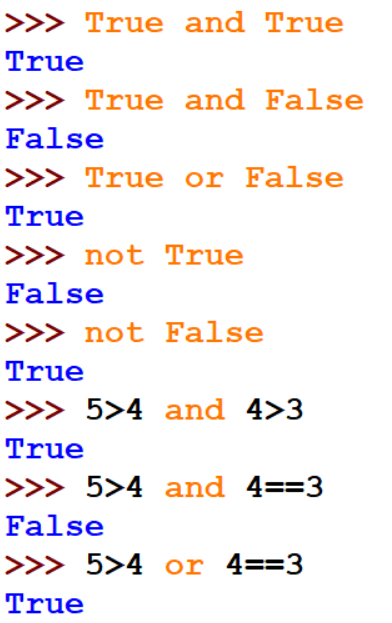 >>> True and True
True
>>> True and False
False
>>> True or False
True
>>> not True
False
>>> not False
True
>>> 5>4 and 4>3
True
>>> 5>4 and 4==3
False
>>> 5>4 or 4==3
True